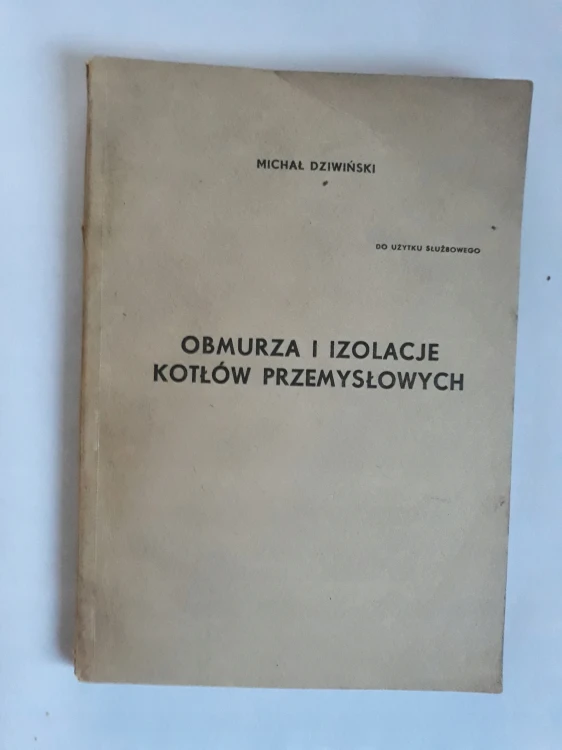 MICHAŁ DZIWIŃSKI
DO UŻYTKU SŁUŻBOWEGO
OBMURZA I IZOLACJE
KOTŁÓW PRZEMYSŁOWYCH